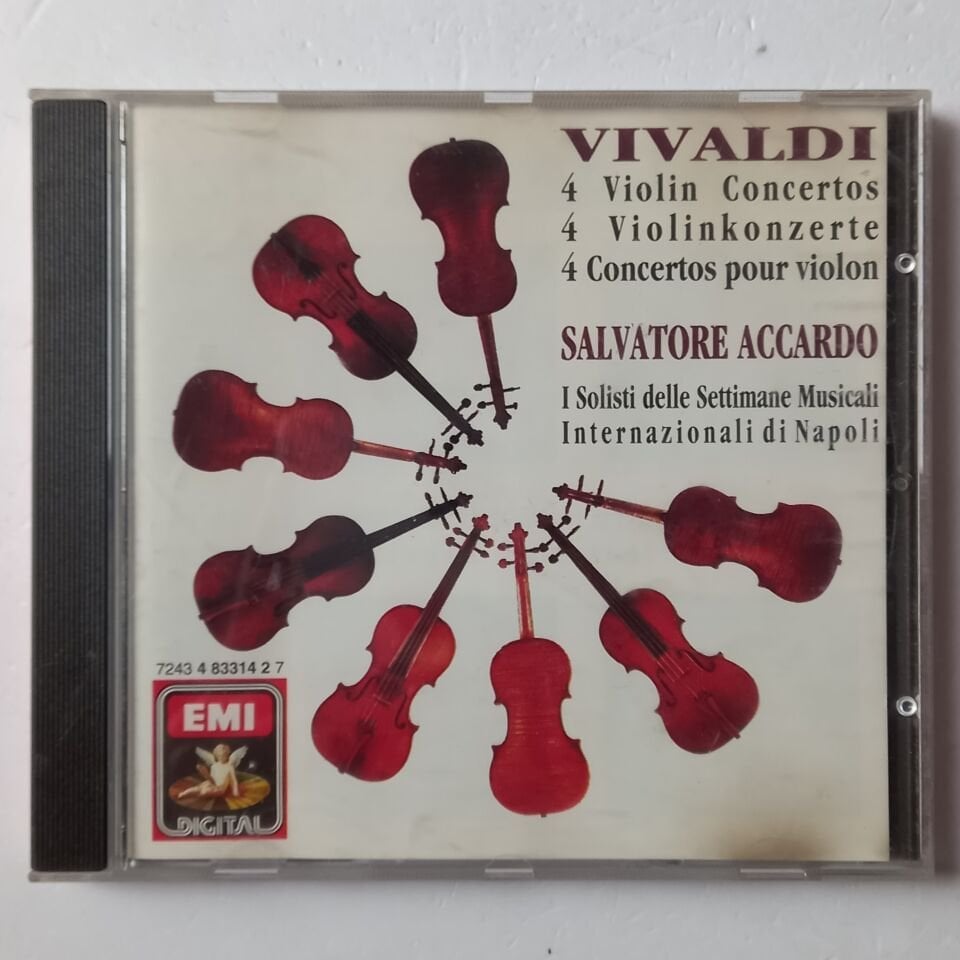 VIVALDI
4 Violin Concertos
4 Violinkonzerte
4 Concertos pour violon
SALVATORE ACCARDO
I Solisti delle Settimane Musicali
Internazionali di Napoli
7243 4 83314 2 7
EMI
DIGITAL